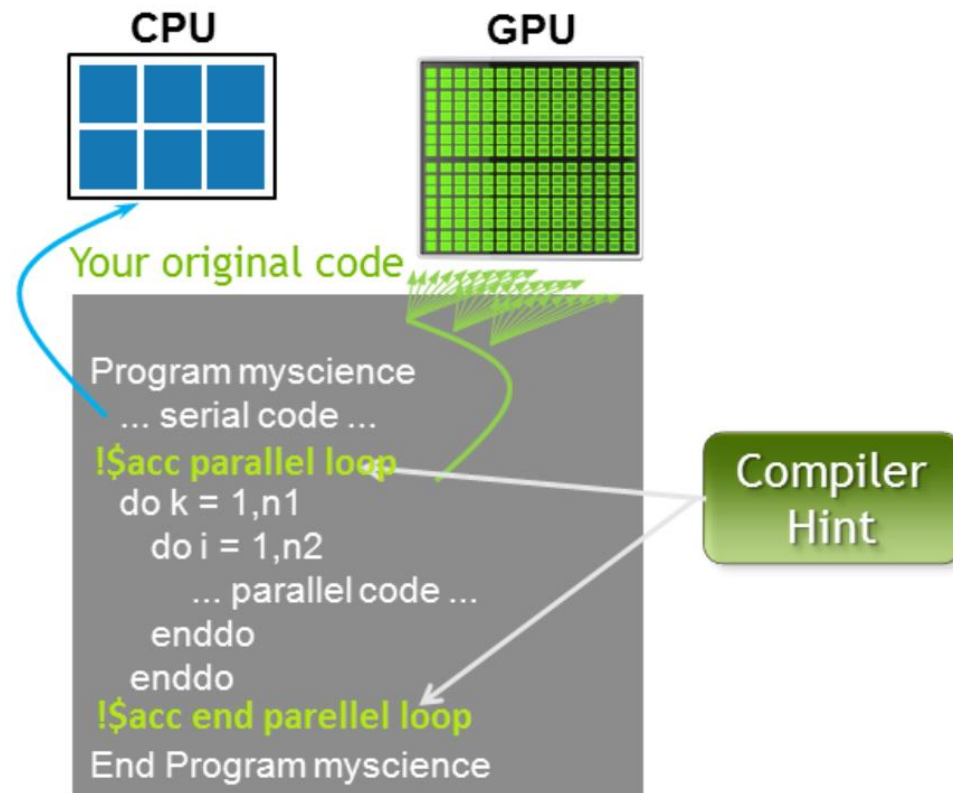 CPU
GPU
Your original code
Program myscience
... serial code ...
!$acc parallel loop
do k = 1,n1
do i = 1,n2
... parallel code ...
enddo
enddo
!$acc end parellel loop
End Program myscience
Compiler
Hint